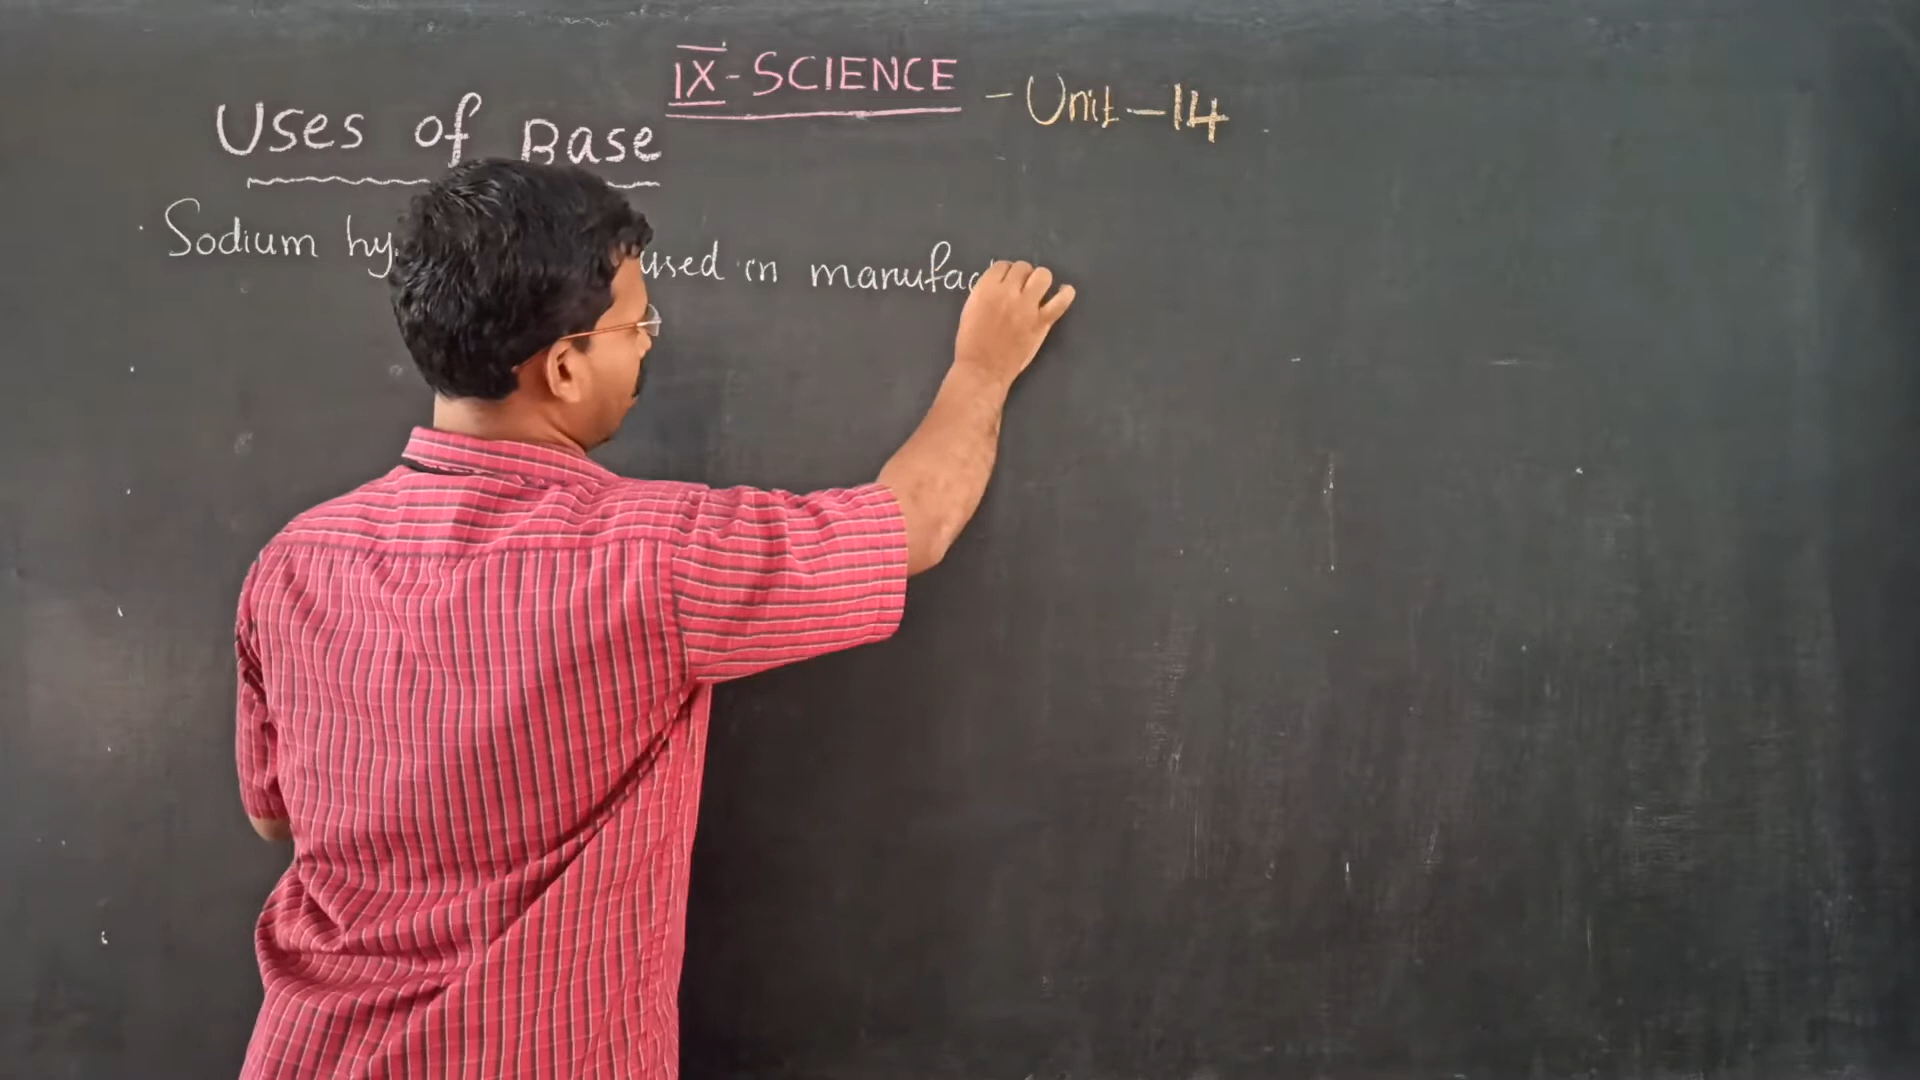 IX-SCIENCE - Unit-14
Uses of Base
Sodium hy used in manufac